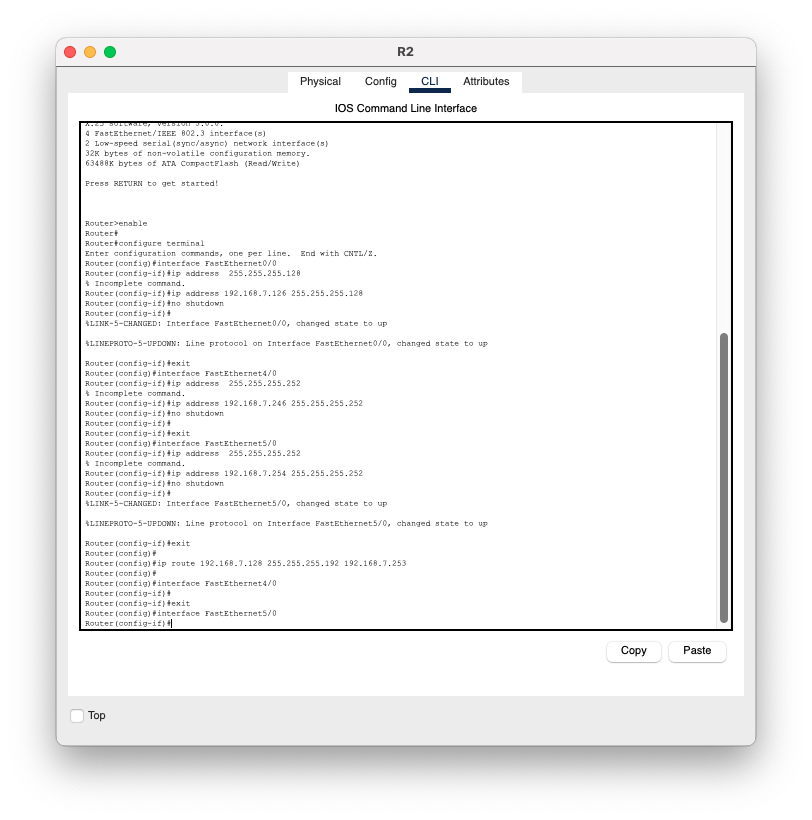 R2
Physical Config CLI Attributes
IOS Command Line Interface
X.25 software, Version 3.0.0.
4 FastEthernet/IEEE 802.3 interface(s)
2 Low-speed serial(sync/async) network interface(s)
32K bytes of non-volatile configuration memory.
63488K bytes of ATA CompactFlash (Read/Write)
Press RETURN to get started!
Router>enable
Router#
Router#configure terminal
Enter configuration commands, one per line.  End with CNTL/Z.
Router(config)#interface FastEthernet0/0
Router(config-if)#ip address  255.255.255.128
% Incomplete command.
Router(config-if)#ip address 192.168.7.126 255.255.255.128
Router(config-if)#no shutdown
Router(config-if)#
%LINK-5-CHANGED: Interface FastEthernet0/0, changed state to up
%LINEPROTO-5-UPDOWN: Line protocol on Interface FastEthernet0/0, changed state to up
Router(config-if)#exit
Router(config)#interface FastEthernet4/0
Router(config-if)#ip address  255.255.255.252
% Incomplete command.
Router(config-if)#ip address 192.168.7.246 255.255.255.252
Router(config-if)#no shutdown
Router(config-if)#
Router(config-if)#exit
Router(config)#interface FastEthernet5/0
Router(config-if)#ip address  255.255.255.252
% Incomplete command.
Router(config-if)#ip address 192.168.7.254 255.255.255.252
Router(config-if)#no shutdown
Router(config-if)#
%LINK-5-CHANGED: Interface FastEthernet5/0, changed state to up
%LINEPROTO-5-UPDOWN: Line protocol on Interface FastEthernet5/0, changed state to up
Router(config-if)#exit
Router(config)#
Router(config)#ip route 192.168.7.128 255.255.255.192 192.168.7.253
Router(config)#
Router(config)#interface FastEthernet4/0
Router(config-if)#
Router(config-if)#exit
Router(config)#interface FastEthernet5/0
Router(config-if)#
Copy Paste
Top